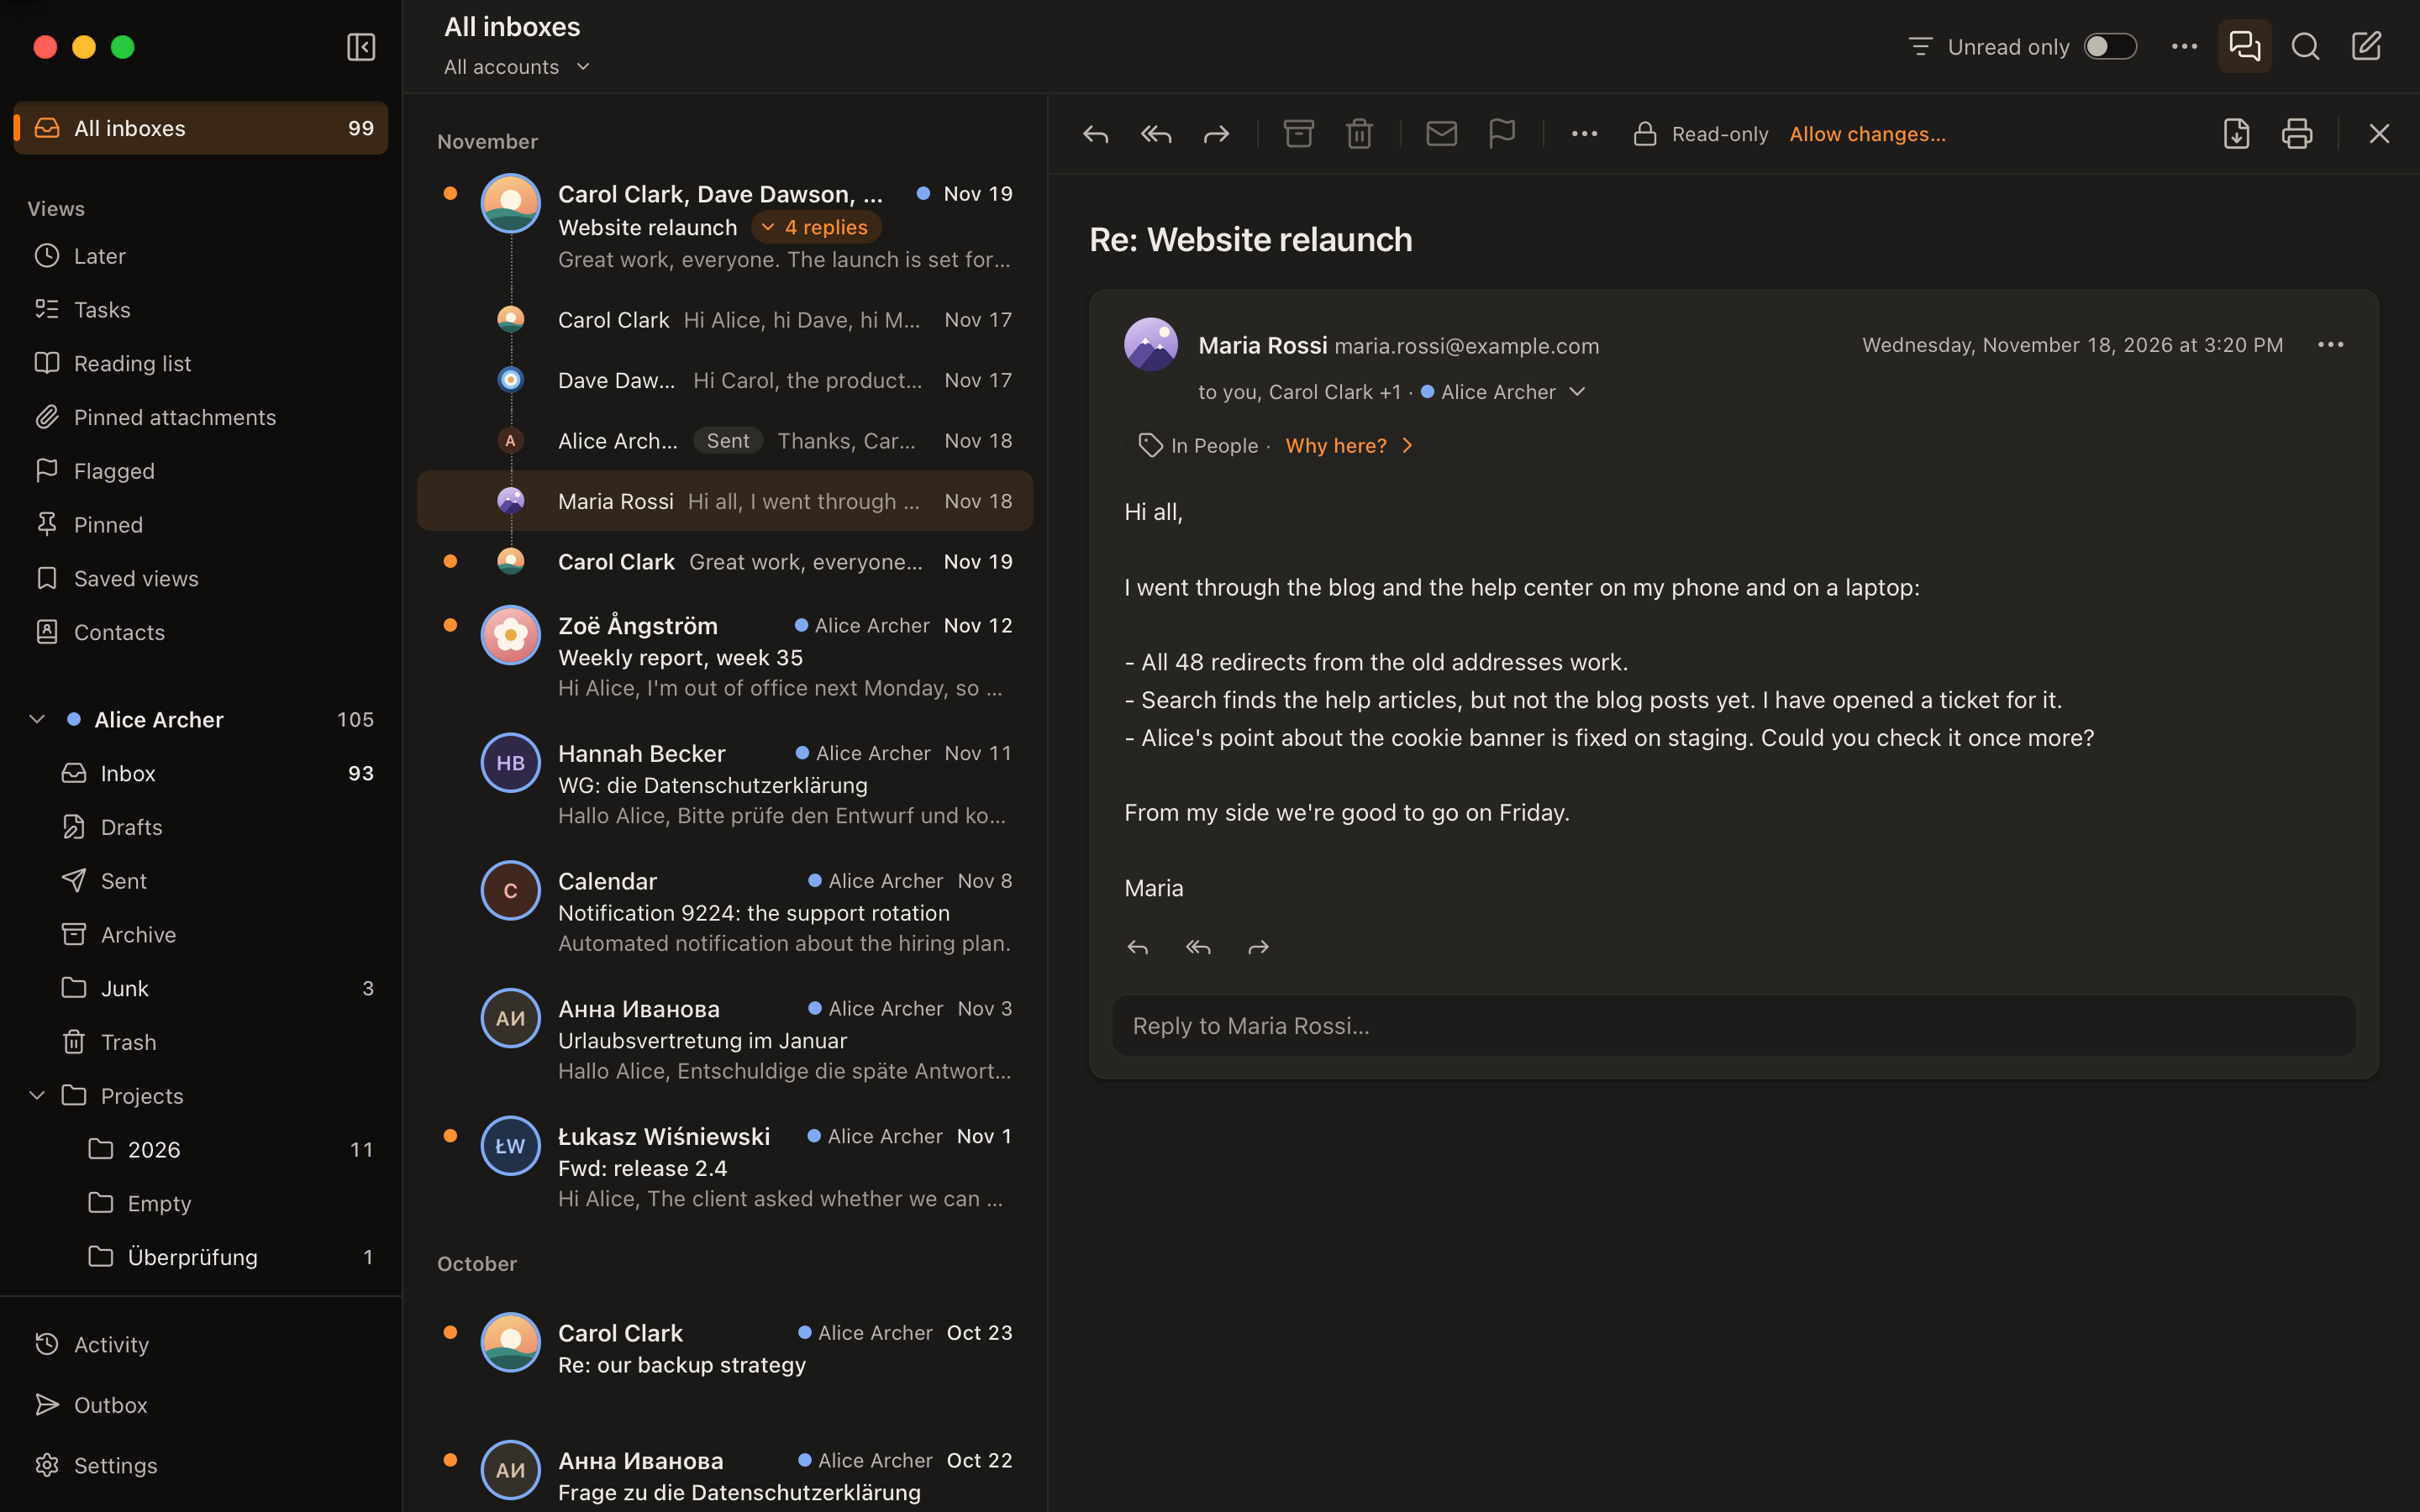 All inboxes 99
Views
Later
Tasks
Reading list
Pinned attachments
Flagged
Pinned
Saved views
Contacts
Alice Archer 105
Inbox 93
Drafts
Sent
Archive
Junk 3
Trash
Projects
2026 11
Empty
Überprüfung 1
Activity
Outbox
Settings
All inboxes
All accounts
Unread only
November
Carol Clark, Dave Dawson, ... Nov 19
Website relaunch 4 replies
Great work, everyone. The launch is set for...
Carol Clark Hi Alice, hi Dave, hi M... Nov 17
Dave Daw... Hi Carol, the product... Nov 17
A Alice Arch... Sent Thanks, Car... Nov 18
Maria Rossi Hi all, I went through ... Nov 18
Carol Clark Great work, everyone... Nov 19
Zoë Ångström Alice Archer Nov 12
Weekly report, week 35
Hi Alice, I'm out of office next Monday, so ...
HB Hannah Becker Alice Archer Nov 11
WG: die Datenschutzerklärung
Hallo Alice, Bitte prüfe den Entwurf und ko...
C Calendar Alice Archer Nov 8
Notification 9224: the support rotation
Automated notification about the hiring plan.
АИ Анна Иванова Alice Archer Nov 3
Urlaubsvertretung im Januar
Hallo Alice, Entschuldige die späte Antwort...
ŁW Łukasz Wiśniewski Alice Archer Nov 1
Fwd: release 2.4
Hi Alice, The client asked whether we can ...
October
Carol Clark Alice Archer Oct 23
Re: our backup strategy
АИ Анна Иванова Alice Archer Oct 22
Frage zu die Datenschutzerklärung
Read-only Allow changes...
Re: Website relaunch
Maria Rossi maria.rossi@example.com Wednesday, November 18, 2026 at 3:20 PM
to you, Carol Clark +1 · Alice Archer
In People · Why here?
Hi all,
I went through the blog and the help center on my phone and on a laptop:
- All 48 redirects from the old addresses work.
- Search finds the help articles, but not the blog posts yet. I have opened a ticket for it.
- Alice's point about the cookie banner is fixed on staging. Could you check it once more?
From my side we're good to go on Friday.
Maria
Reply to Maria Rossi...